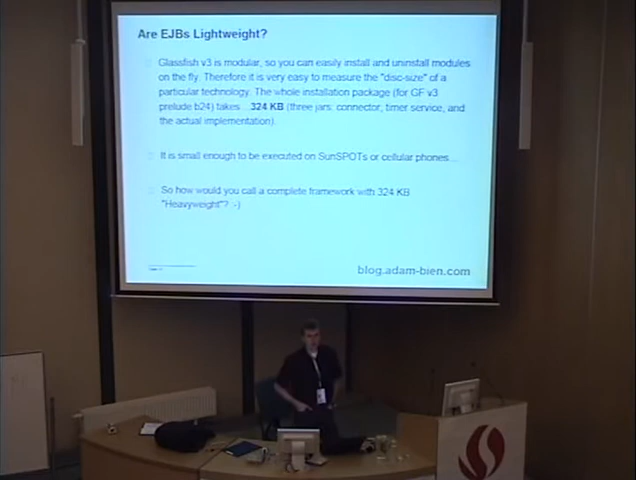 Are EJBs Lightweight?
Glassfish v3 is modular, so you can easily install and uninstall modules
on the fly. Therefore it is very easy to measure the "disc-size" of a
particular technology. The whole installation package (for GF v3
prelude b24) takes... 324 KB (three jars: connector, timer service, and
the actual implementation).
It is small enough to be executed on SunSPOTs or cellular phones...
So how would you call a complete framework with 324 KB
"Heavyweight"? :-)
blog.adam-bien.com